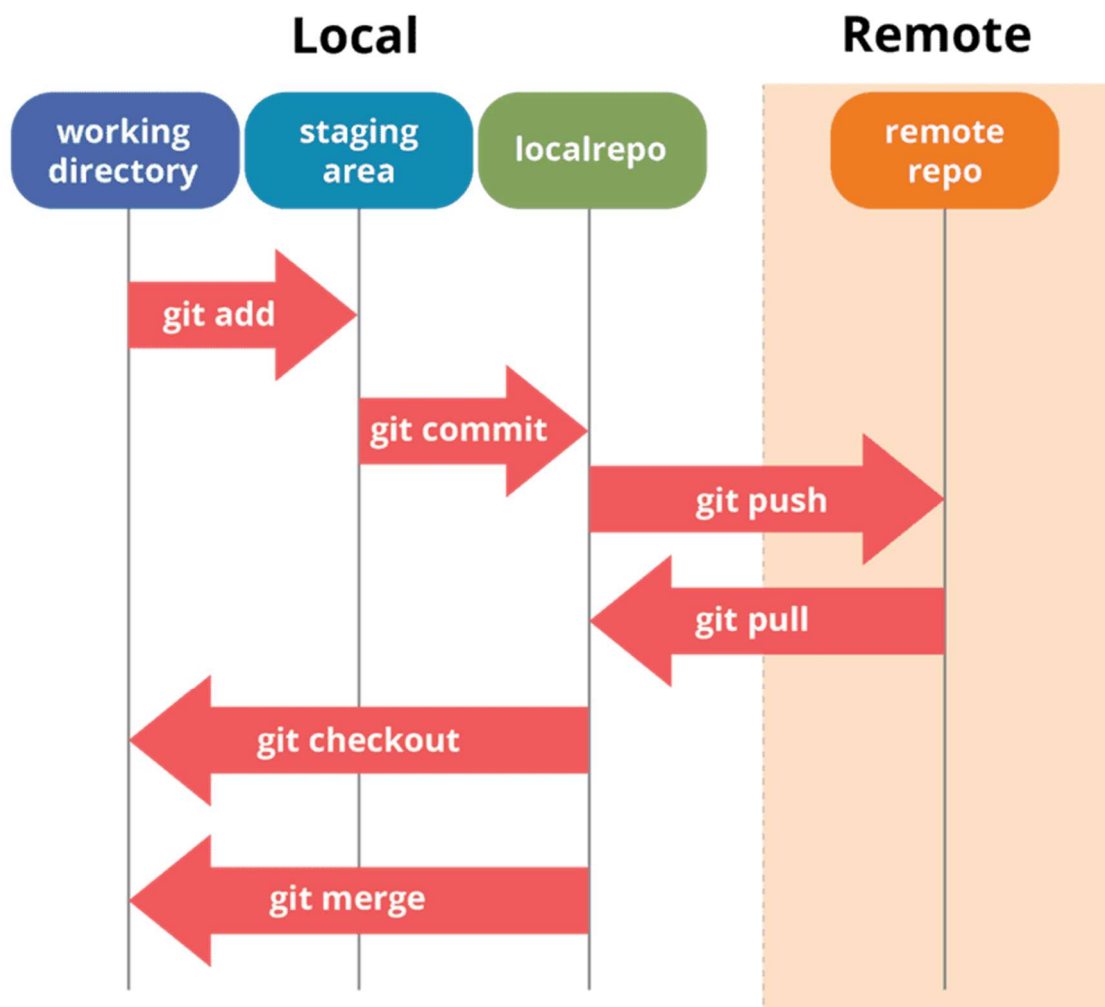 Local
Remote
working
directory
staging
area
localrepo
remote
repo
git add
git commit
git push
git pull
git checkout
git merge